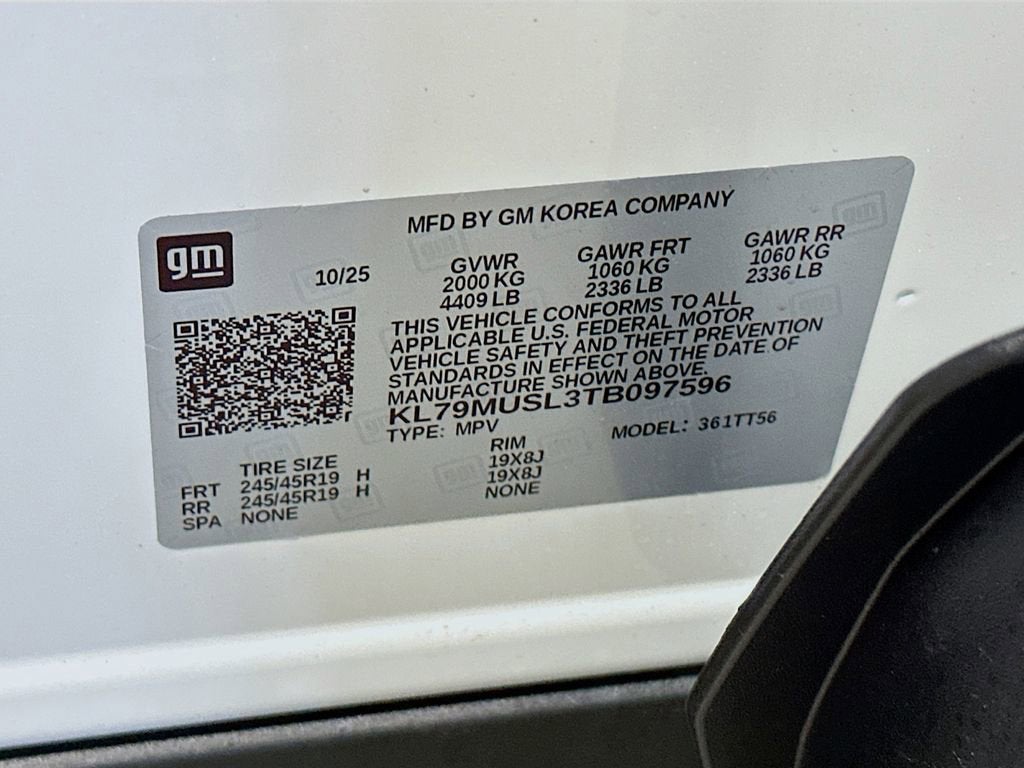 MFD BY GM KOREA COMPANY
gm
10/25
GVWR GAWR FRT GAWR RR
2000 KG 1060 KG 1060 KG
4409 LB 2336 LB 2336 LB
THIS VEHICLE CONFORMS TO ALL
APPLICABLE U.S. FEDERAL MOTOR
VEHICLE SAFETY AND THEFT PREVENTION
STANDARDS IN EFFECT ON THE DATE OF
MANUFACTURE SHOWN ABOVE.
KL79MUSL3TB097596
TYPE: MPV MODEL: 361TT56
TIRE SIZE RIM
FRT 245/45R19 H 19X8J
RR 245/45R19 H 19X8J
SPA NONE NONE